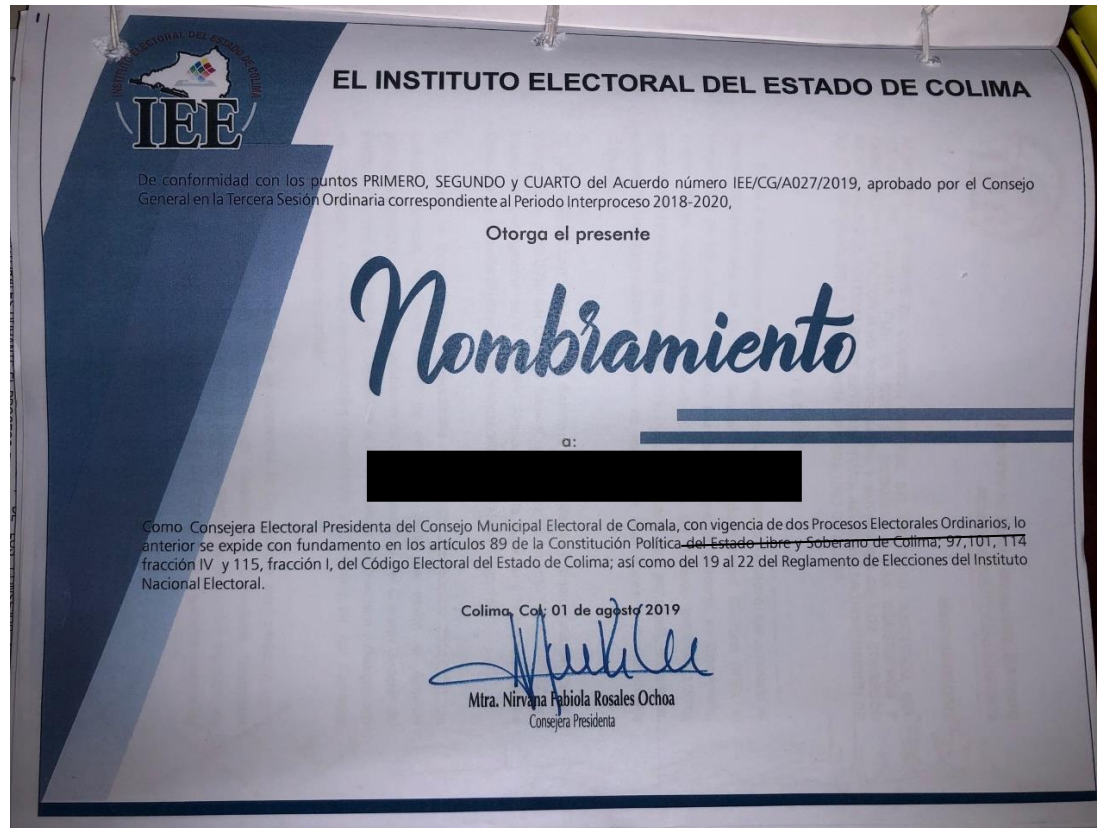 INSTITUTO ELECTORAL DEL ESTADO DE COLIMA
IEE
EL INSTITUTO ELECTORAL DEL ESTADO DE COLIMA
De conformidad con los puntos PRIMERO, SEGUNDO y CUARTO del Acuerdo número IEE/CG/A027/2019, aprobado por el Consejo
General en la Tercera Sesión Ordinaria correspondiente al Periodo Interproceso 2018-2020,
Otorga el presente
Nombramiento
a:
Como Consejera Electoral Presidenta del Consejo Municipal Electoral de Comala, con vigencia de dos Procesos Electorales Ordinarios, lo
anterior se expide con fundamento en los artículos 89 de la Constitución Política del Estado Libre y Soberano de Colima; 97,101, 114
fracción IV y 115, fracción I, del Código Electoral del Estado de Colima; así como del 19 al 22 del Reglamento de Elecciones del Instituto
Nacional Electoral.
Colima, Col; 01 de agosto 2019
Mtra. Nirvana Fabiola Rosales Ochoa
Consejera Presidenta